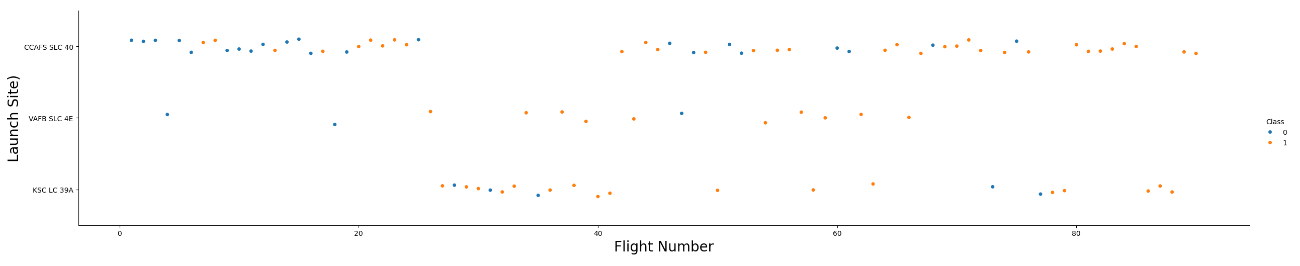 Launch Site)
CCAFS SLC 40
VAFB SLC 4E
KSC LC 39A
0 20 40 60 80
Flight Number
Class
0
1